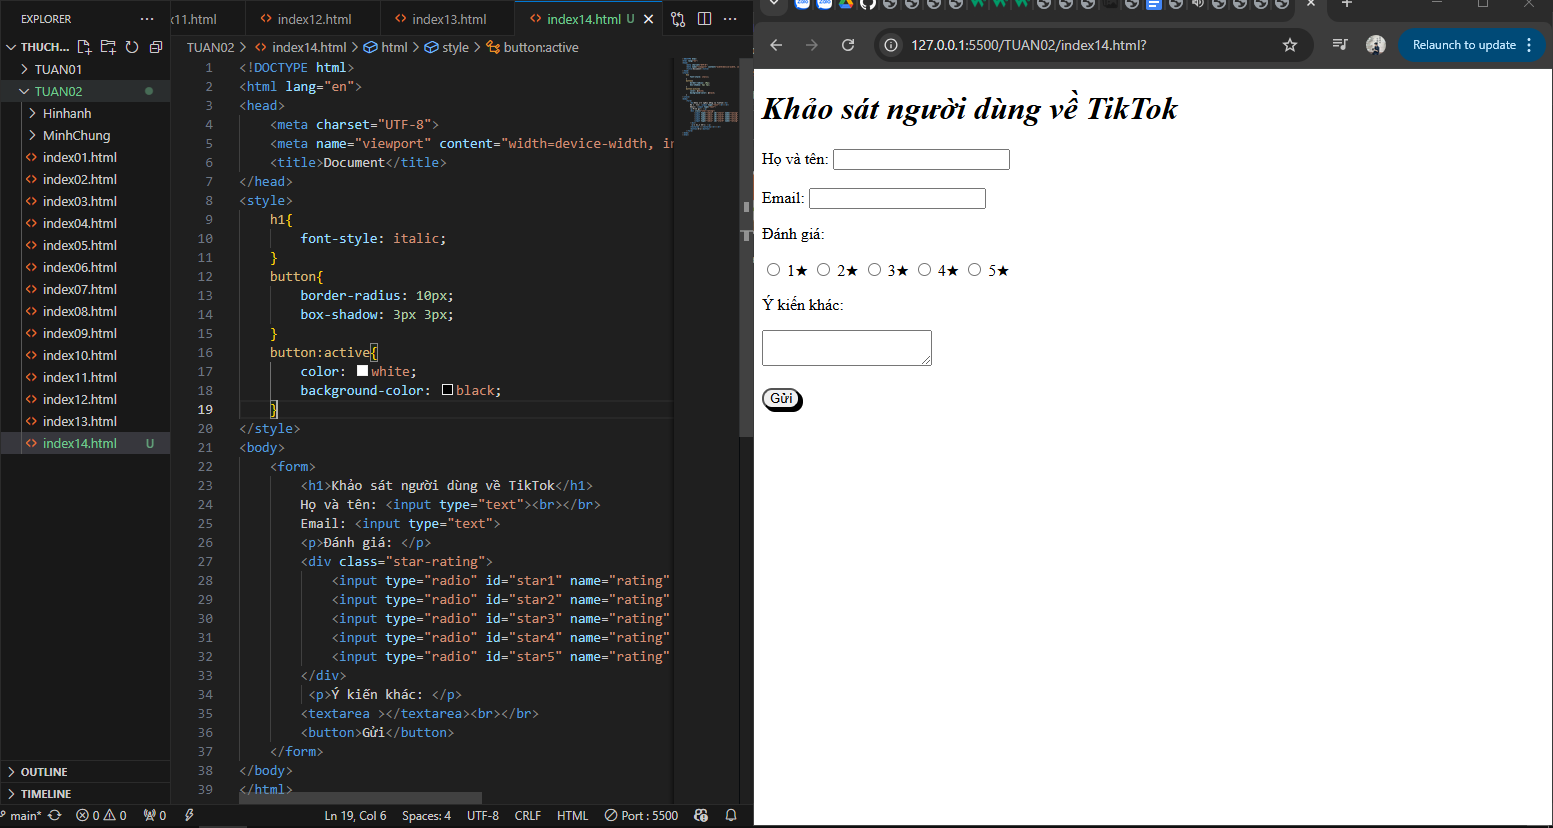 EXPLORER
THUCH...
TUAN01
TUAN02
Hinhanh
MinhChung
index01.html
index02.html
index03.html
index04.html
index05.html
index06.html
index07.html
index08.html
index09.html
index10.html
index11.html
index12.html
index13.html
index14.html U
OUTLINE
TIMELINE
x11.html index12.html index13.html index14.html U
TUAN02 > index14.html > html > style > button:active
1 <!DOCTYPE html>
2 <html lang="en">
3 <head>
4 <meta charset="UTF-8">
5 <meta name="viewport" content="width=device-width, in
6 <title>Document</title>
7 </head>
8 <style>
9 h1{
10 font-style: italic;
11 }
12 button{
13 border-radius: 10px;
14 box-shadow: 3px 3px;
15 }
16 button:active{
17 color: white;
18 background-color: black;
19 }
20 </style>
21 <body>
22 <form>
23 <h1>Khảo sát người dùng về TikTok</h1>
24 Họ và tên: <input type="text"><br></br>
25 Email: <input type="text">
26 <p>Đánh giá: </p>
27 <div class="star-rating">
28 <input type="radio" id="star1" name="rating"
29 <input type="radio" id="star2" name="rating"
30 <input type="radio" id="star3" name="rating"
31 <input type="radio" id="star4" name="rating"
32 <input type="radio" id="star5" name="rating"
33 </div>
34 <p>Ý kiến khác: </p>
35 <textarea ></textarea><br></br>
36 <button>Gửi</button>
37 </form>
38 </body>
39 </html>
main* 0 0 0 Ln 19, Col 6 Spaces: 4 UTF-8 CRLF HTML Port : 5500
127.0.0.1:5500/TUAN02/index14.html? Relaunch to update
Khảo sát người dùng về TikTok
Họ và tên:
Email:
Đánh giá:
1★ 2★ 3★ 4★ 5★
Ý kiến khác:
Gửi